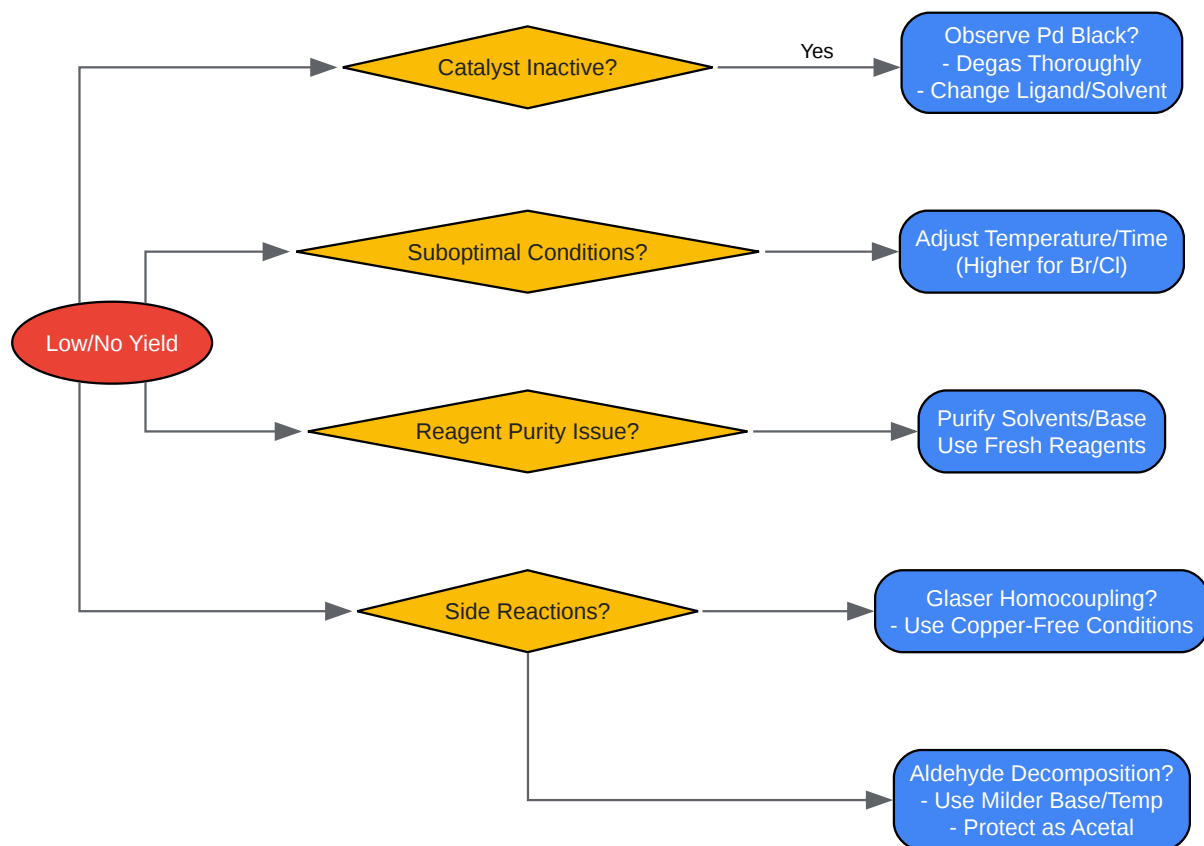 Catalyst Inactive?
Yes
Observe Pd Black?
- Degas Thoroughly
- Change Ligand/Solvent
Suboptimal Conditions?
Adjust Temperature/Time
(Higher for Br/Cl)
Low/No Yield
Reagent Purity Issue?
Purify Solvents/Base
Use Fresh Reagents
Side Reactions?
Glaser Homocoupling?
- Use Copper-Free Conditions
Aldehyde Decomposition?
- Use Milder Base/Temp
- Protect as Acetal